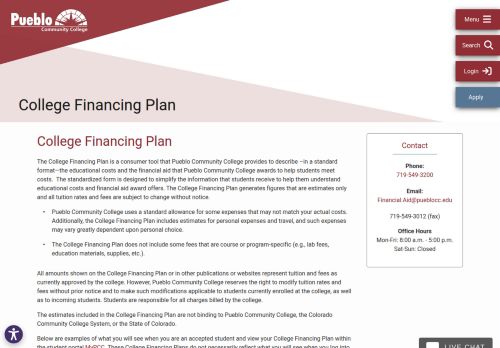 Pueblo
Community College
Menu
Search
Login
Apply
College Financing Plan
College Financing Plan
The College Financing Plan is a consumer tool that Pueblo Community College provides to describe –in a standard
format—the educational costs and the financial aid that Pueblo Community College awards to help students meet
costs. The standardized form is designed to simplify the information that students receive to help them understand
educational costs and financial aid award offers. The College Financing Plan generates figures that are estimates only
and all tuition rates and fees are subject to change without notice.
• Pueblo Community College uses a standard allowance for some expenses that may not match your actual costs.
Additionally, the College Financing Plan includes estimates for personal expenses and travel, and such expenses
may vary greatly dependent upon personal choice.
• The College Financing Plan does not include some fees that are course or program-specific (e.g., lab fees,
education materials, supplies, etc.).
All amounts shown on the College Financing Plan or in other publications or websites represent tuition and fees as
currently approved by the college. However, Pueblo Community College reserves the right to modify tuition rates and
fees without prior notice and to make such modifications applicable to students currently enrolled at the college, as
well as to incoming students. Students are responsible for all charges billed by the college.
The estimates included in the College Financing Plan are not binding to Pueblo Community College, the Colorado
Community College System, or the State of Colorado.
Below are examples of what you will see when you are an accepted student and view your College Financing Plan within
the student portal MyPCC. These College Financing Plans do not necessarily reflect what you will see when you log into
Contact
Phone:
719-549-3200
Email:
Financial.Aid@pueblocc.edu
719-549-3012 (fax)
Office Hours
Mon-Fri: 8:00 a.m. - 5:00 p.m.
Sat-Sun: Closed
LIVE CHAT